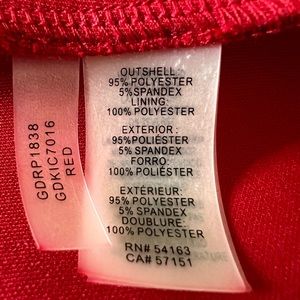 GDRP1838
GDKIC7016
RED
OUTSHELL:
95% POLYESTER
5%SPANDEX
LINING:
100% POLYESTER
EXTERIOR:
95%POLIÉSTER
5%SPANDEX
FORRO:
100% POLIÉSTER
EXTÉRIEUR:
95% POLYESTER
5% SPANDEX
DOUBLURE:
100% POLYESTER
RN# 54163
CA# 57151